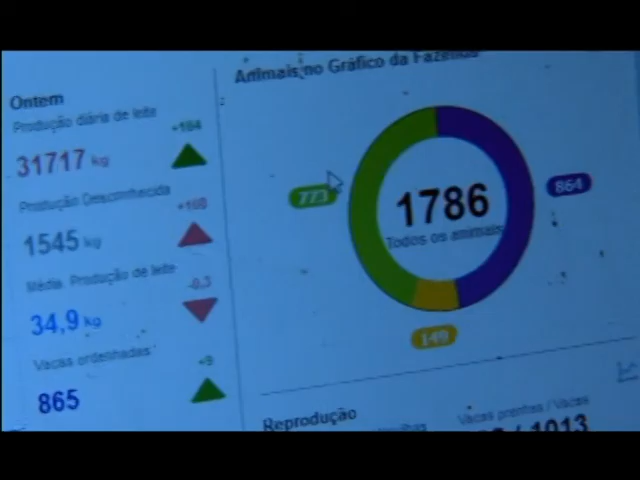 Ontem
Produção diária de leite
+184
31717 kg
Produção Desconhecida
+168
1545 kg
Média. Produção de leite
-0,3
34,9 kg
Vacas ordenhadas
+9
865
Animais no Gráfico da Fazenda
773
864
1786
Todos os animais
149
Reprodução
Vacas prenhas / Vacas
/ 1013